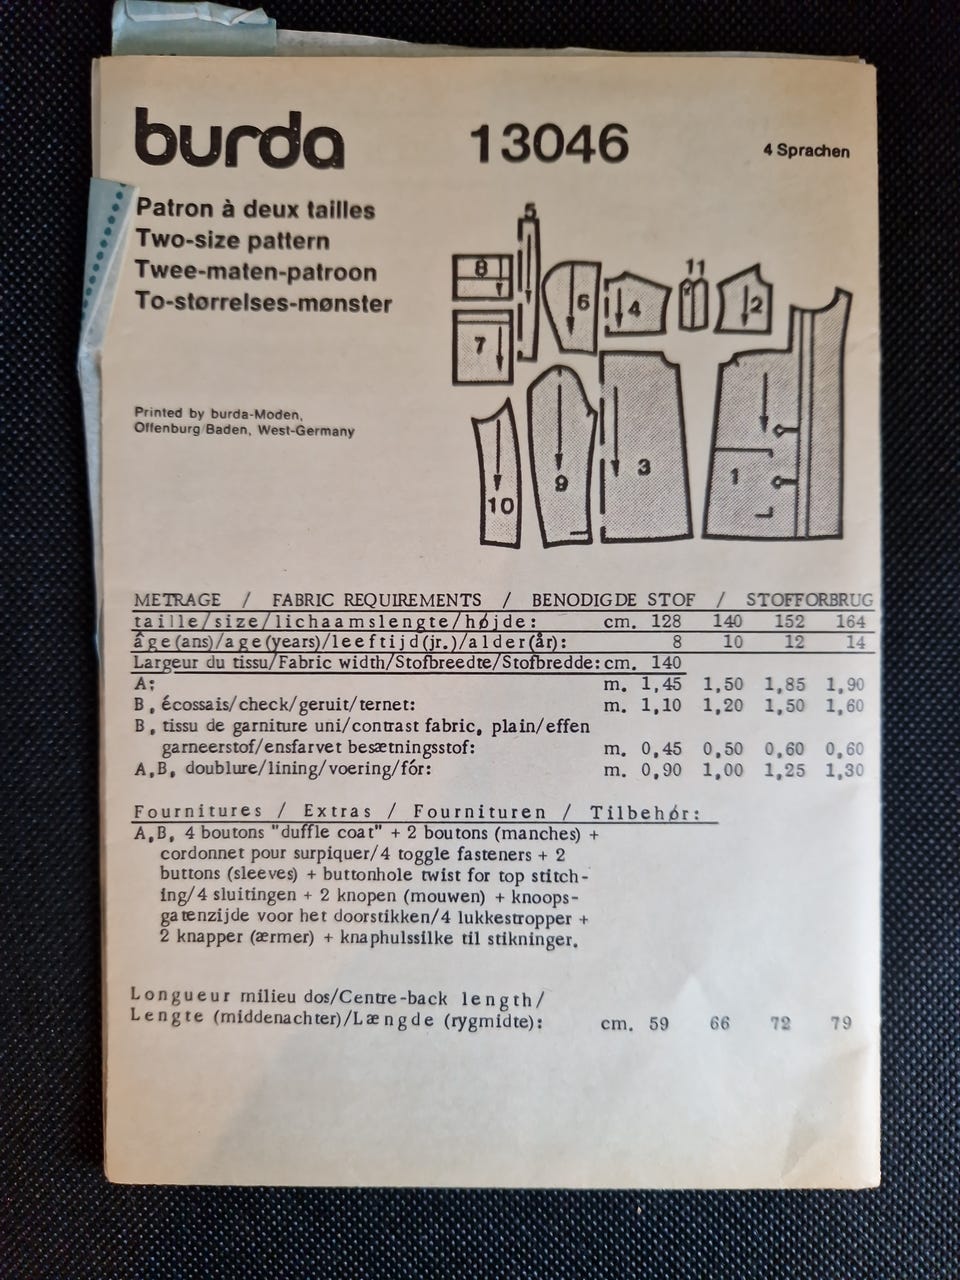 burda
13046
4 Sprachen
Patron à deux tailles
Two-size pattern
Twee-maten-patroon
To-størrelses-mønster
5
8
11
6
4
2
7
3
1
9
10
Printed by burda-Moden,
Offenburg/Baden, West-Germany
METRAGE / FABRIC REQUIREMENTS / BENODIGDE STOF / STOFFORBRUG
taille/size/lichaamslengte/højde: cm. 128 140 152 164
âge(ans)/age(years)/leeftijd(jr.)/alder(år): 8 10 12 14
Largeur du tissu/Fabric width/Stofbreedte/Stofbredde: cm. 140
A; m. 1,45 1,50 1,85 1,90
B, écossais/check/geruit/ternet: m. 1,10 1,20 1,50 1,60
B, tissu de garniture uni/contrast fabric, plain/effen
garneerstof/ensfarvet besætningsstof: m. 0,45 0,50 0,60 0,60
A,B, doublure/lining/voering/fór: m. 0,90 1,00 1,25 1,30
Fournitures / Extras / Fournituren / Tilbehør:
A,B, 4 boutons "duffle coat" + 2 boutons (manches) +
cordonnet pour surpiquer/4 toggle fasteners + 2
buttons (sleeves) + buttonhole twist for top stitch-
ing/4 sluitingen + 2 knopen (mouwen) + knoops-
gatenzijde voor het doorstikken/4 lukkestropper +
2 knapper (ærmer) + knaphulssilke til stikninger.
Longueur milieu dos/Centre-back length/
Lengte (middenachter)/Længde (rygmidte): cm. 59 66 72 79